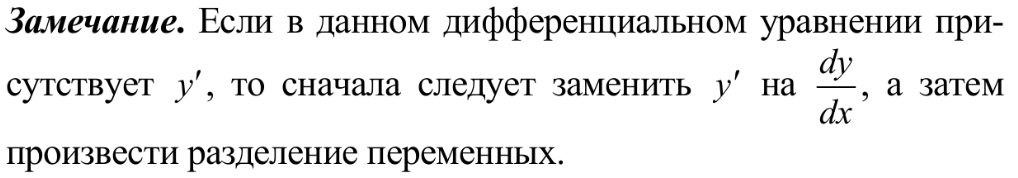 Замечание. Если в данном дифференциальном уравнении при-
сутствует y′, то сначала следует заменить y′ на dy/dx, а затем
произвести разделение переменных.